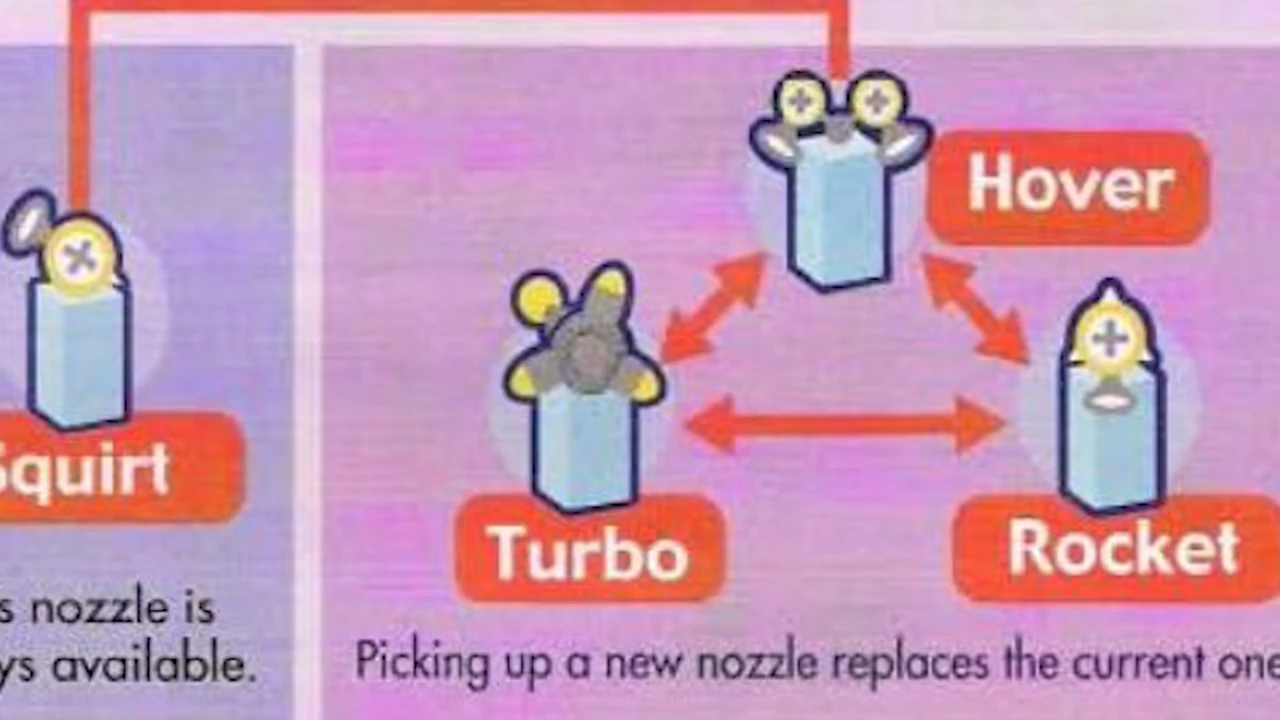 Hover
Squirt
Turbo
Rocket
s nozzle is
ys available.
Picking up a new nozzle replaces the current one